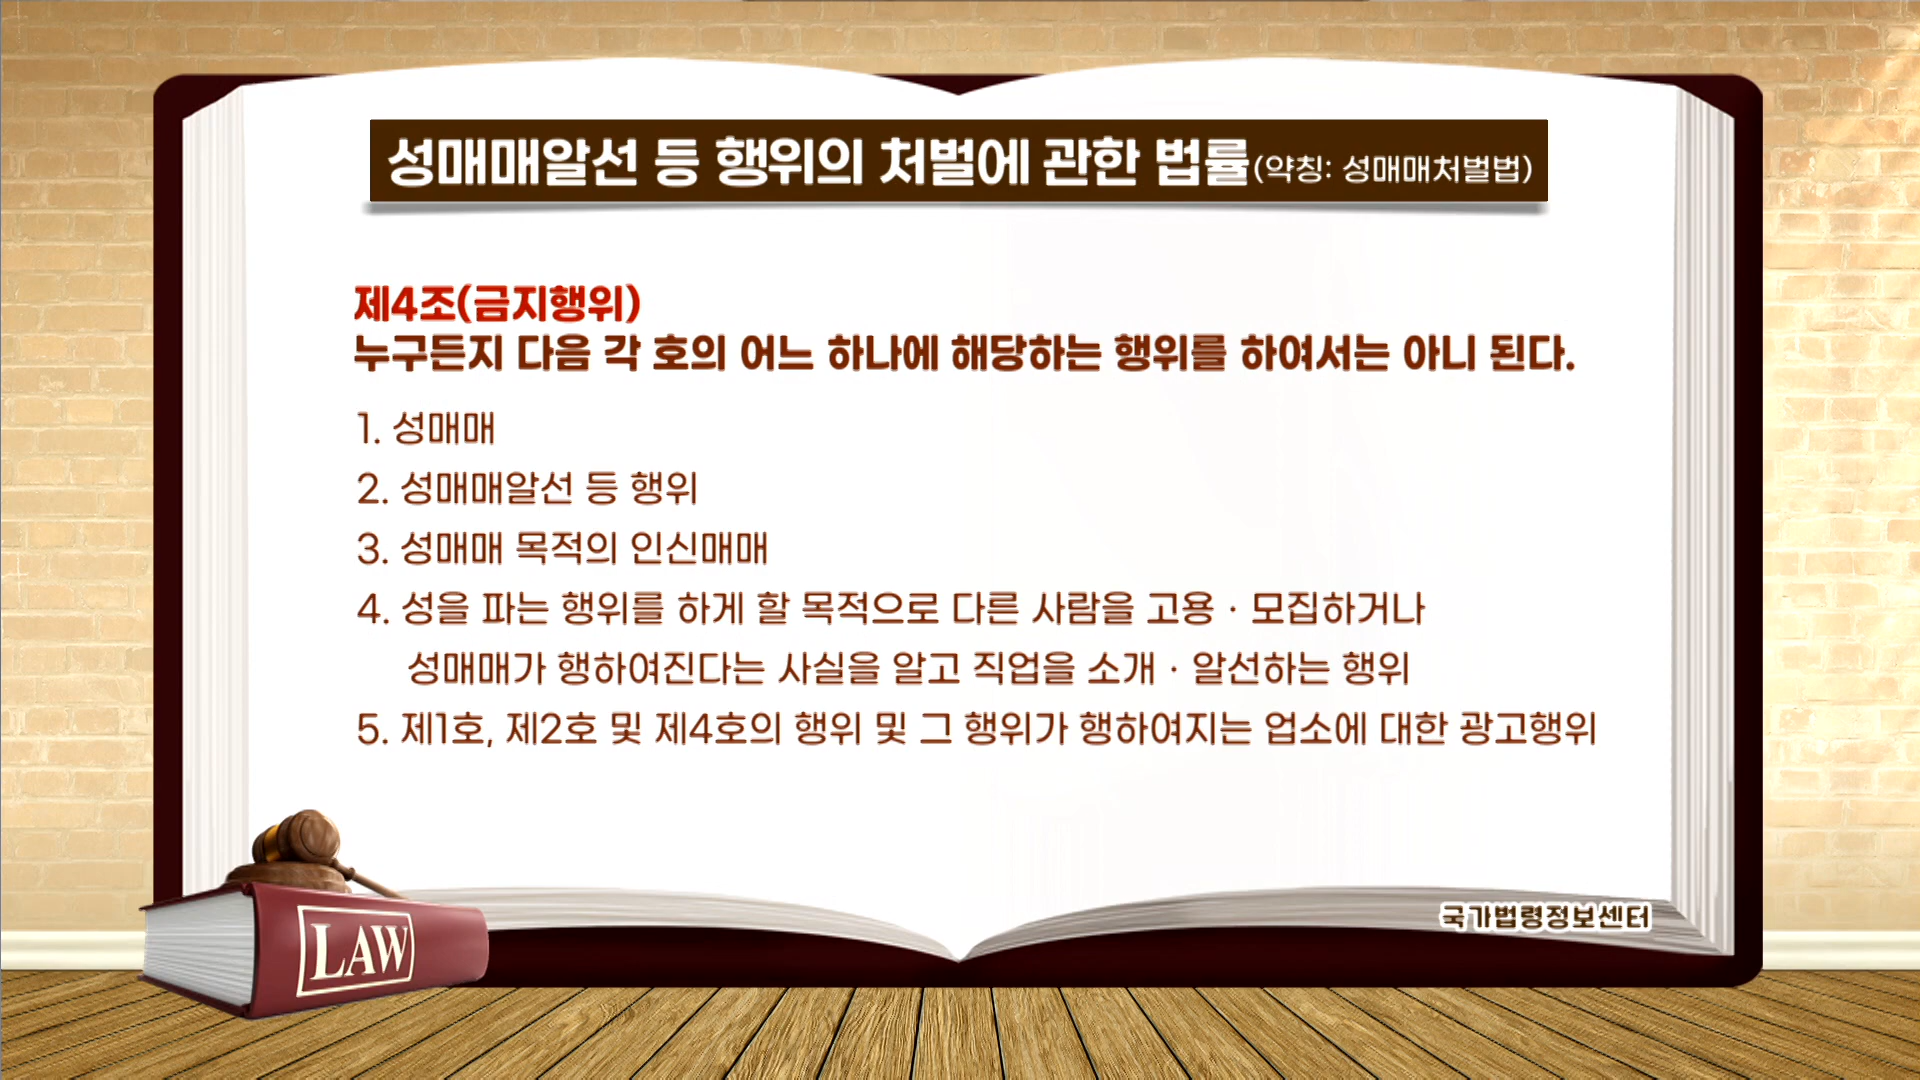 성매매알선 등 행위의 처벌에 관한 법률(약칭: 성매매처벌법)
제4조(금지행위)
누구든지 다음 각 호의 어느 하나에 해당하는 행위를 하여서는 아니 된다.
1. 성매매
2. 성매매알선 등 행위
3. 성매매 목적의 인신매매
4. 성을 파는 행위를 하게 할 목적으로 다른 사람을 고용 · 모집하거나
성매매가 행하여진다는 사실을 알고 직업을 소개 · 알선하는 행위
5. 제1호, 제2호 및 제4호의 행위 및 그 행위가 행하여지는 업소에 대한 광고행위
국가법령정보센터
LAW